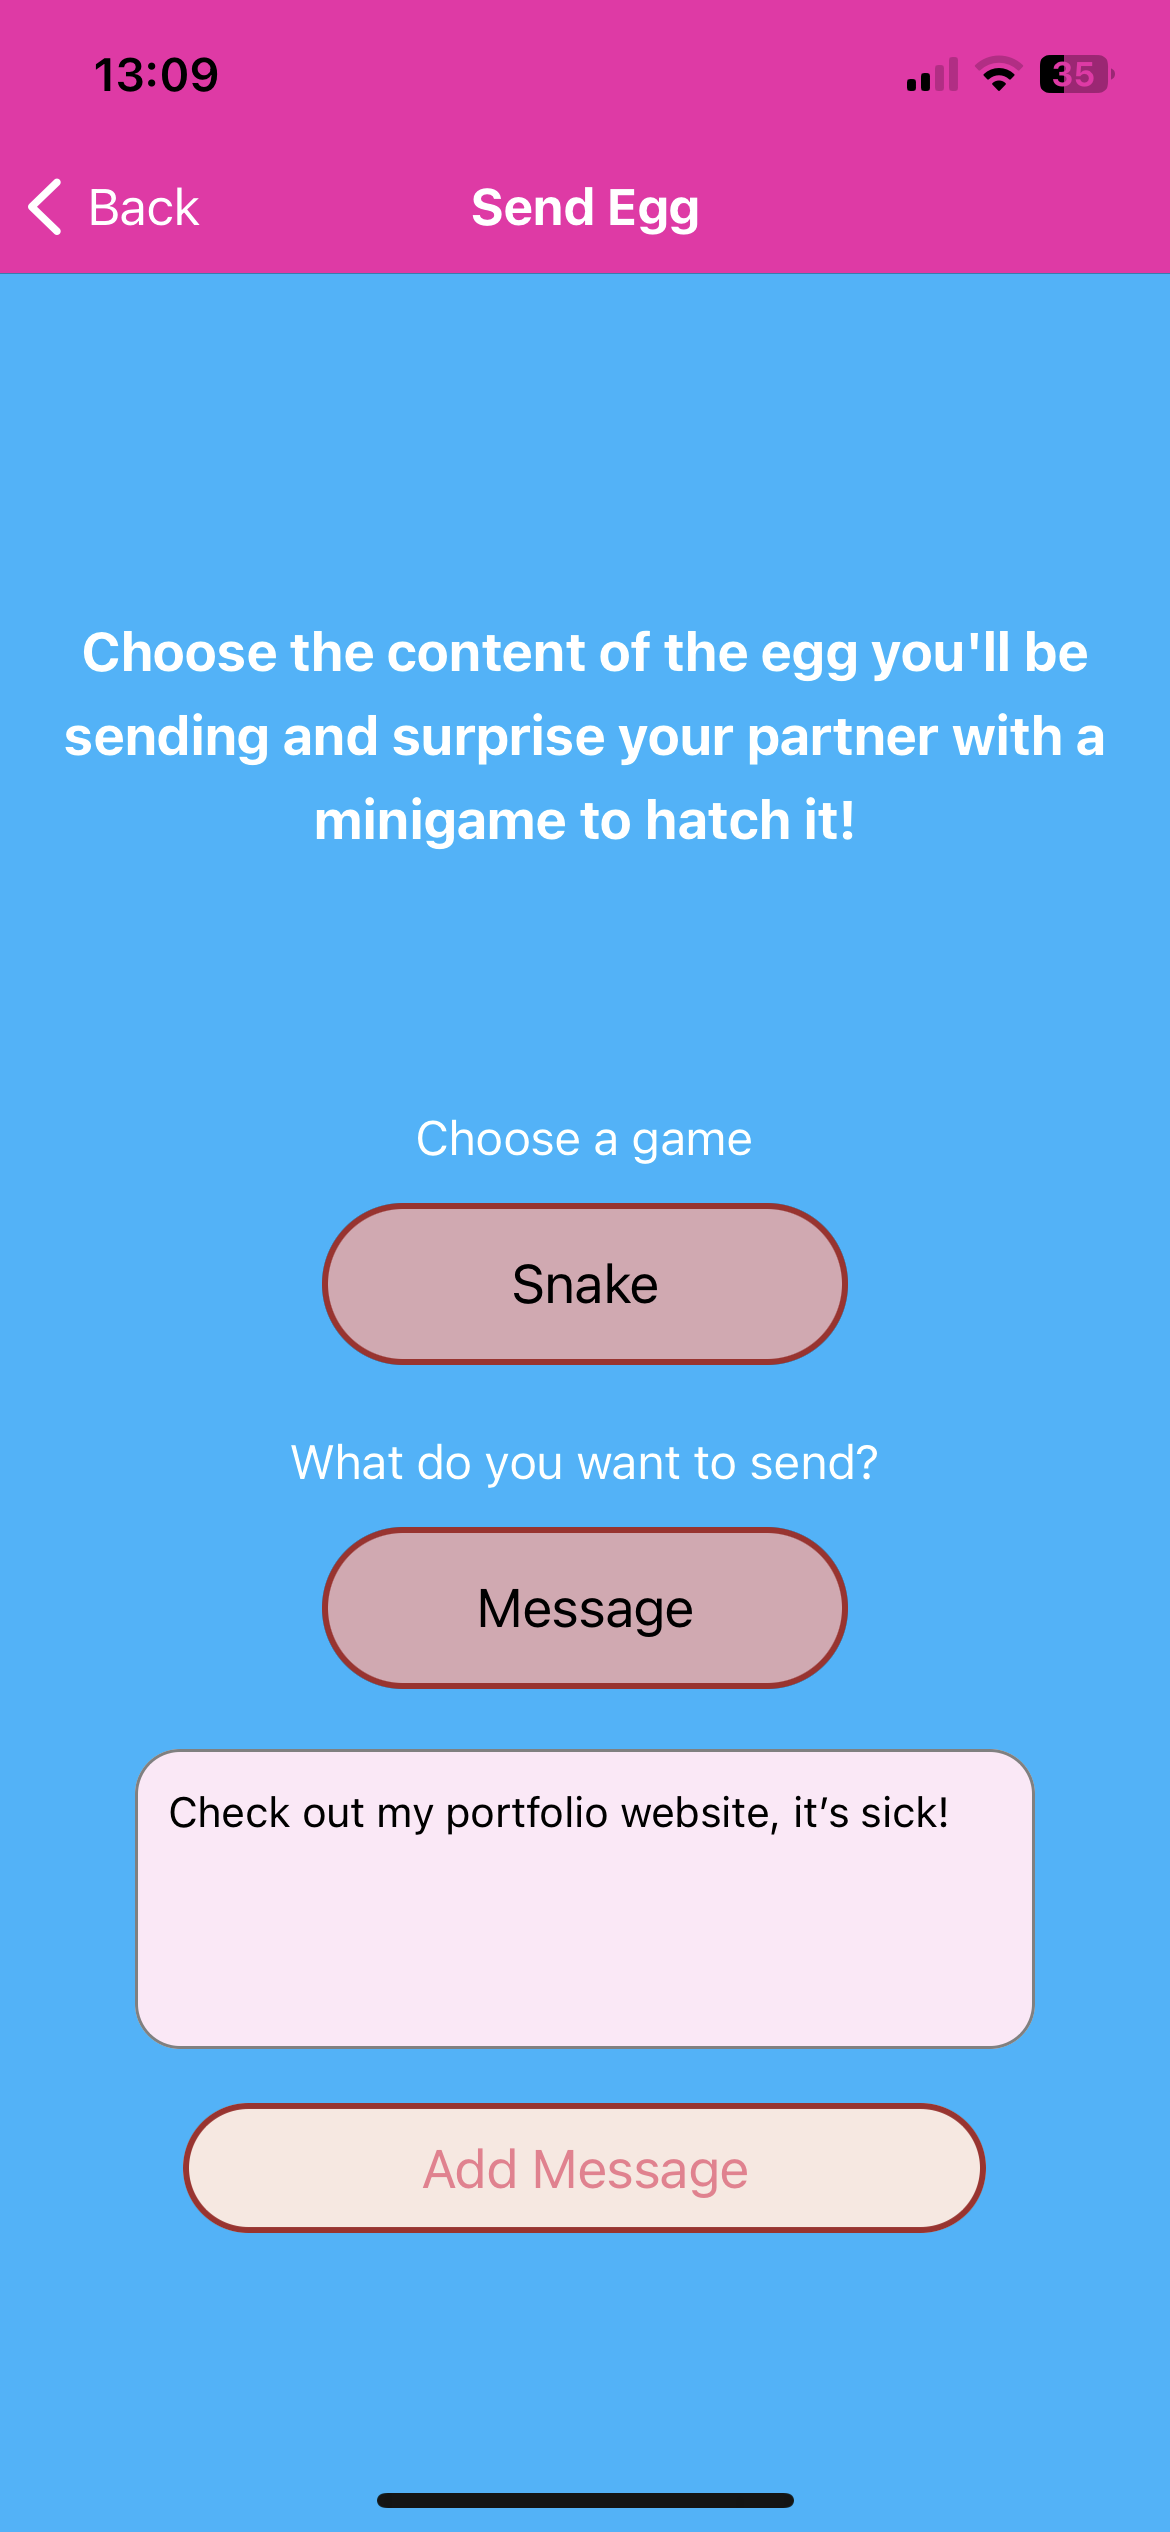 13:09
35
Back
Send Egg
Choose the content of the egg you'll be
sending and surprise your partner with a
minigame to hatch it!
Choose a game
Snake
What do you want to send?
Message
Check out my portfolio website, it’s sick!
Add Message